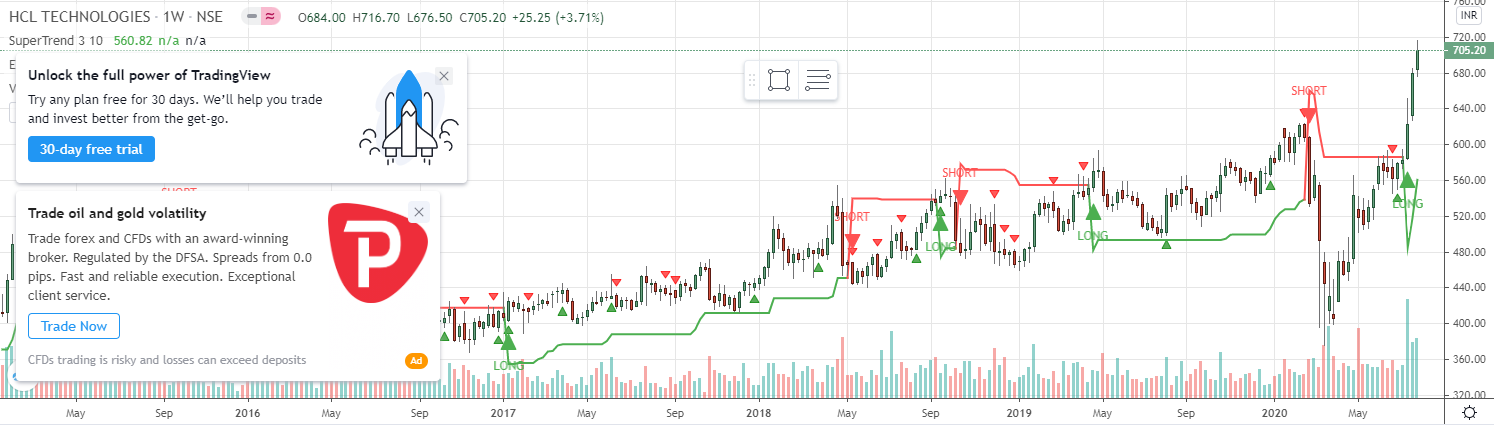 HCL TECHNOLOGIES · 1W · NSE O684.00 H716.70 L676.50 C705.20 +25.25 (+3.71%)
SuperTrend 3 10 560.82 n/a n/a
E
V
Unlock the full power of TradingView
Try any plan free for 30 days. We'll help you trade
and invest better from the get-go.
30-day free trial
SHORT
Trade oil and gold volatility
Trade forex and CFDs with an award-winning
broker. Regulated by the DFSA. Spreads from 0.0
pips. Fast and reliable execution. Exceptional
client service.
Trade Now
CFDs trading is risky and losses can exceed deposits
Ad
P
LONG
SHORT
LONG
SHORT
LONG
SHORT
LONG
760.00
INR
720.00
705.20
680.00
640.00
600.00
560.00
520.00
480.00
440.00
400.00
360.00
320.00
May Sep 2016 May Sep 2017 May Sep 2018 May Sep 2019 May Sep 2020 May